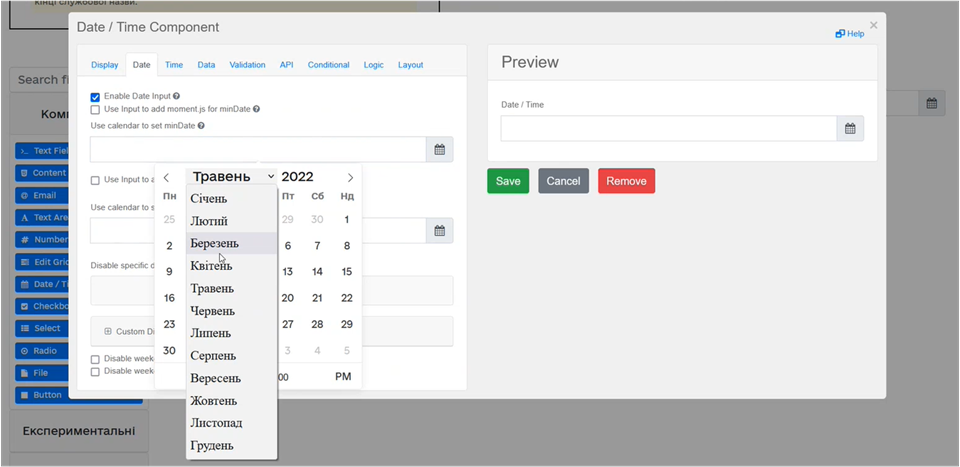 кінці службової назви.
Date / Time Component
×
Help
Display Date Time Data Validation API Conditional Logic Layout
Enable Date Input
Use Input to add moment.js for minDate
Use calendar to set minDate
Use Input to a
Use calendar to s
Disable specific d
Custom Di
Disable week
Disable week
Травень 2022
Пн Пт Сб Нд
25 29 30 1
2 6 7 8
9 13 14 15
16 20 21 22
23 27 28 29
30 3 4 5
00 PM
Січень
Лютий
Березень
Квітень
Травень
Червень
Липень
Серпень
Вересень
Жовтень
Листопад
Грудень
Preview
Date / Time
Save Cancel Remove
Search fi
Комп
Text Fiel
Content
Email
Text Area
Number
Edit Grid
Date / Ti
Checkbo
Select
Radio
File
Button
Експериментальні